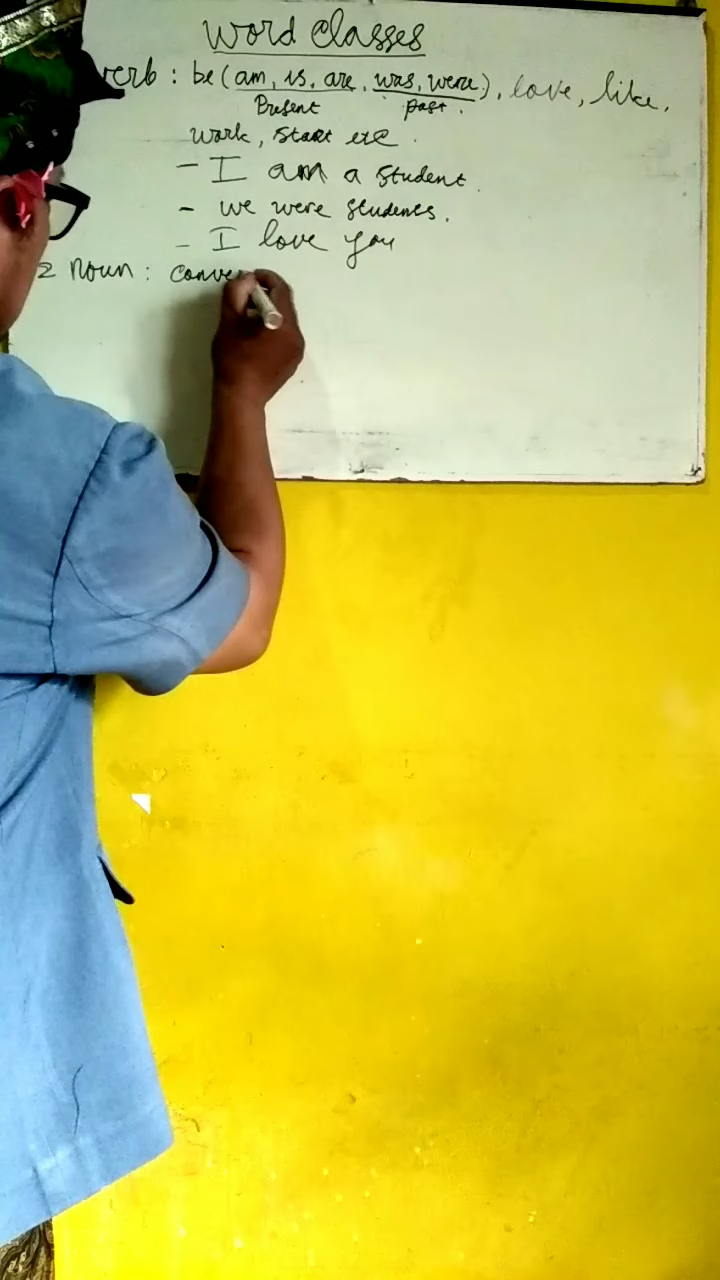 Word Classes
verb : be (am, is, are, was, were), love, like,
Present past.
work, start etc.
- I am a student.
- we were students.
- I love you
2 Noun : conve